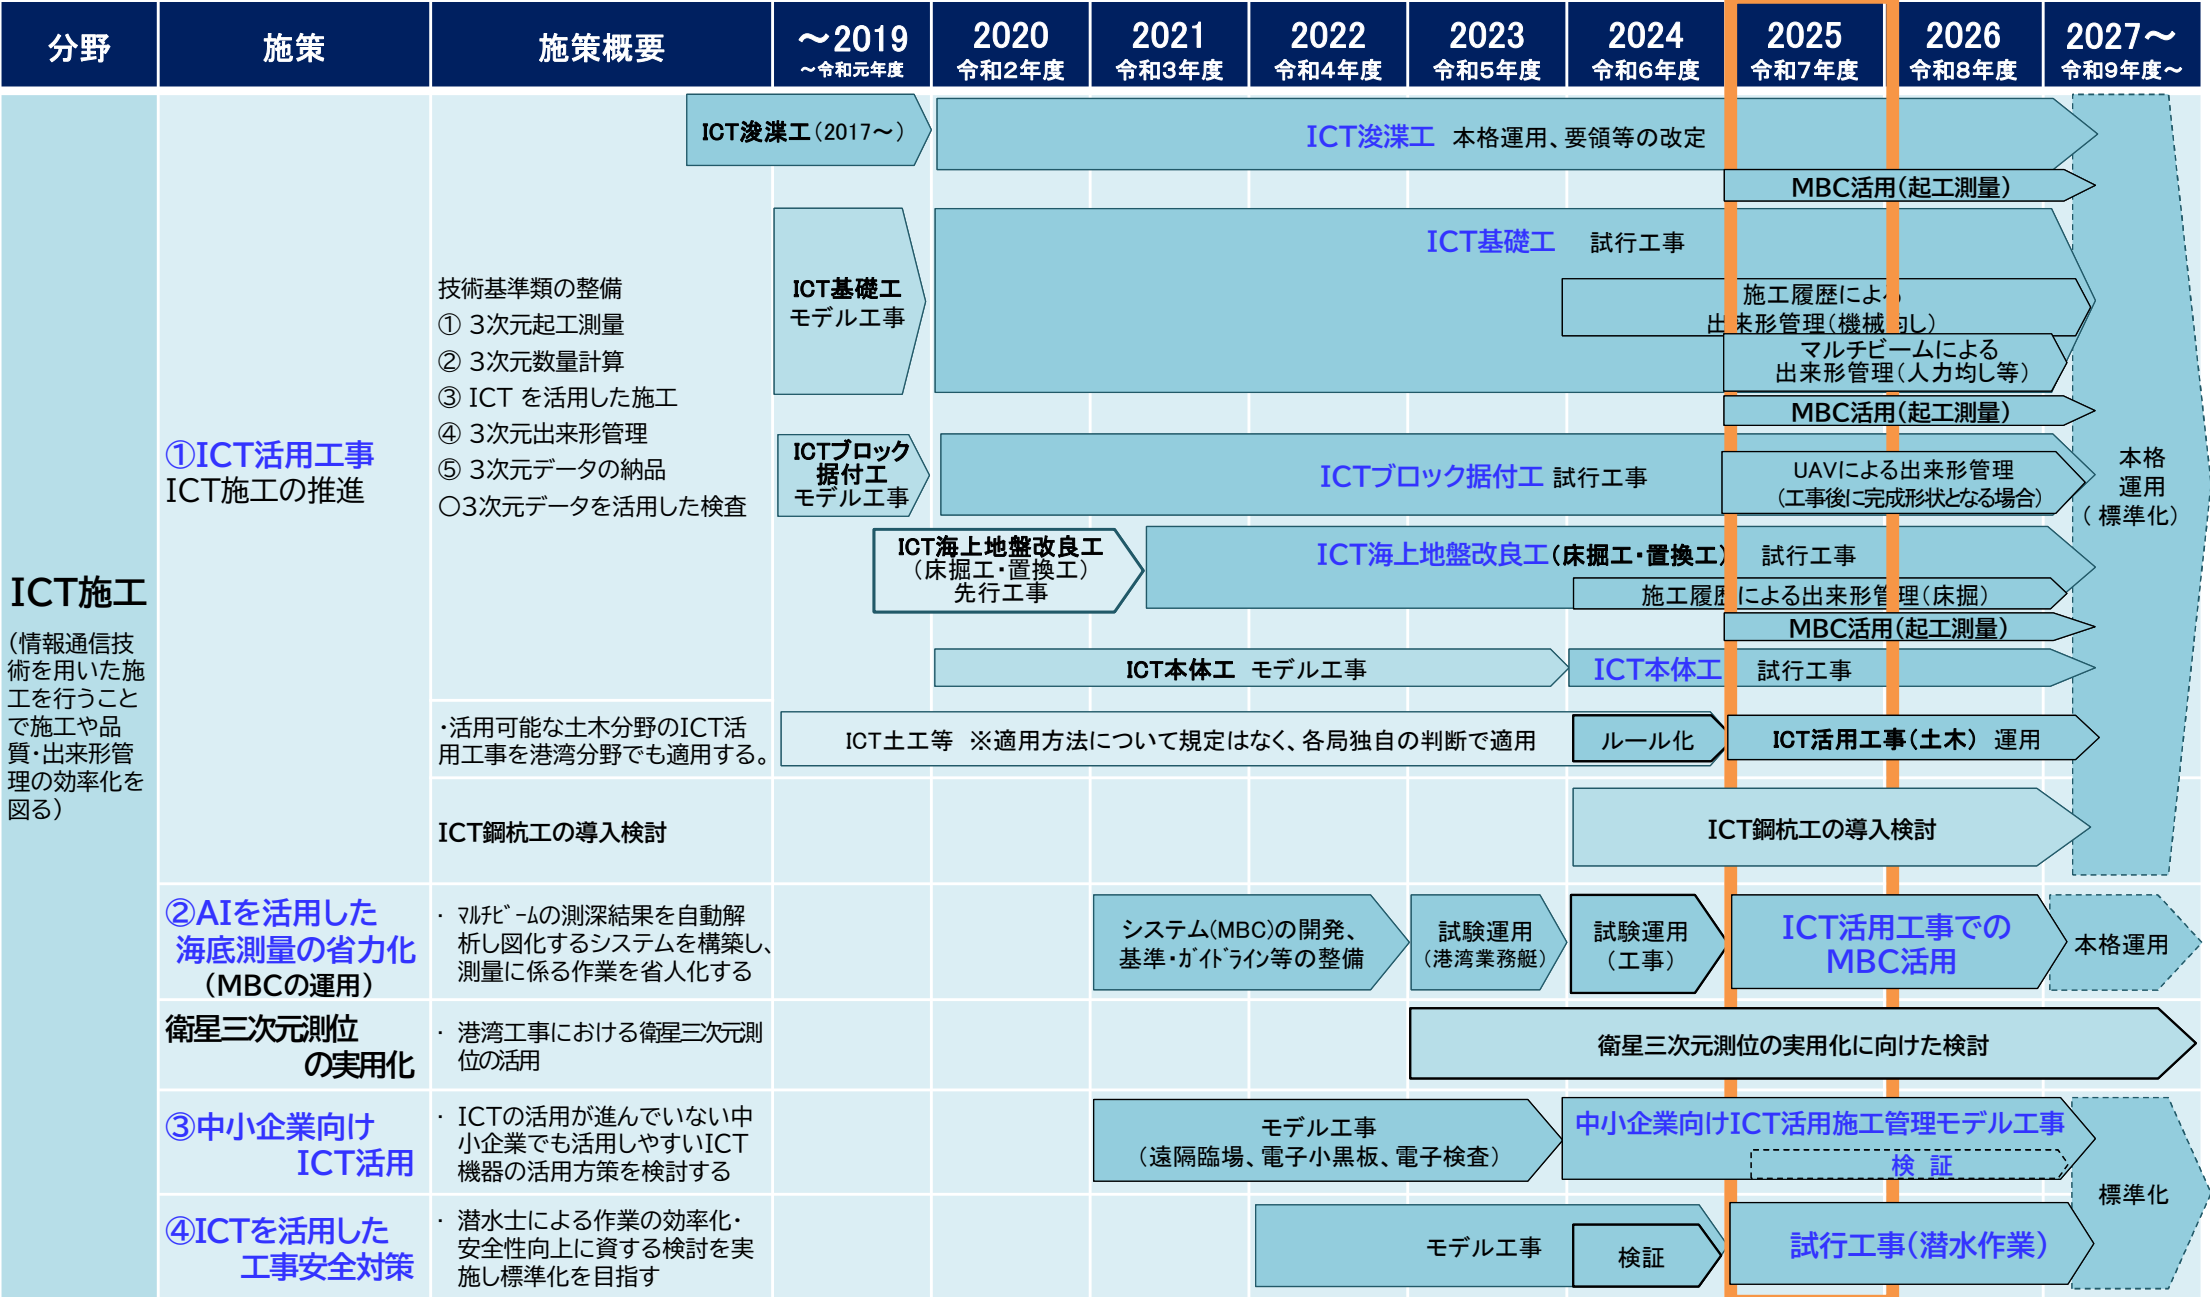 分野
施策
施策概要
～2019
～令和元年度
2020
令和2年度
2021
令和3年度
2022
令和4年度
2023
令和5年度
2024
令和6年度
2025
令和7年度
2026
令和8年度
2027～
令和9年度～
ICT施工
(情報通信技
術を用いた施
工を行うこと
で施工や品
質・出来形管
理の効率化を
図る)
①ICT活用工事
ICT施工の推進
技術基準類の整備
① 3次元起工測量
② 3次元数量計算
③ ICT を活用した施工
④ 3次元出来形管理
⑤ 3次元データの納品
○3次元データを活用した検査
ICT浚渫工(2017～)
ICT浚渫工 本格運用、要領等の改定
MBC活用(起工測量)
ICT基礎工
モデル工事
ICT基礎工 試行工事
施工履歴による
出来形管理(機械均し)
マルチビームによる
出来形管理(人力均し等)
MBC活用(起工測量)
ICTブロック
据付工
モデル工事
ICTブロック据付工 試行工事
UAVによる出来形管理
(工事後に完成形状となる場合)
ICT海上地盤改良工
(床掘工・置換工)
先行工事
ICT海上地盤改良工(床掘工・置換工) 試行工事
施工履歴による出来形管理(床掘)
MBC活用(起工測量)
ICT本体工 モデル工事
ICT本体工 試行工事
本格
運用
(標準化)
・活用可能な土木分野のICT活
用工事を港湾分野でも適用する。
ICT土工等 ※適用方法について規定はなく、各局独自の判断で適用
ルール化
ICT活用工事(土木) 運用
ICT鋼杭工の導入検討
ICT鋼杭工の導入検討
②AIを活用した
海底測量の省力化
(MBCの運用)
・ ﾏﾙﾁﾋﾞｰﾑの測深結果を自動解
析し図化するシステムを構築し、
測量に係る作業を省人化する
システム(MBC)の開発、
基準・ｶﾞｲﾄﾞﾗｲﾝ等の整備
試験運用
(港湾業務艇)
試験運用
(工事)
ICT活用工事での
MBC活用
本格運用
衛星三次元測位
の実用化
・ 港湾工事における衛星三次元測
位の活用
衛星三次元測位の実用化に向けた検討
③中小企業向け
ICT活用
・ ICTの活用が進んでいない中
小企業でも活用しやすいICT
機器の活用方策を検討する
モデル工事
(遠隔臨場、電子小黒板、電子検査)
中小企業向けICT活用施工管理モデル工事
検 証
標準化
④ICTを活用した
工事安全対策
・ 潜水士による作業の効率化・
安全性向上に資する検討を実
施し標準化を目指す
モデル工事
検証
試行工事(潜水作業)